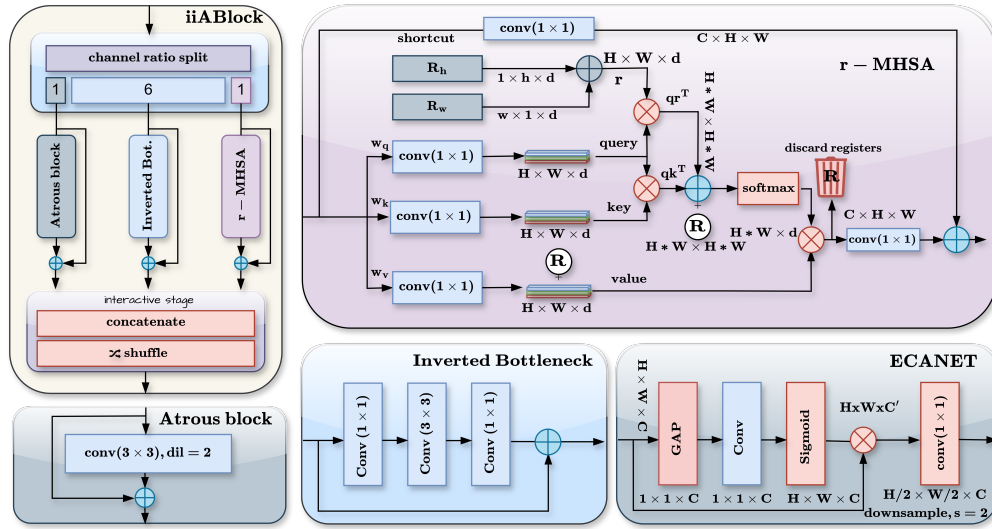 iiABlock
channel ratio split
1
6
1
Atrous block
Inverted Bot.
r − MHSA
interactive stage
concatenate
shuffle
Atrous block
conv(3 × 3), dil = 2
shortcut
conv(1 × 1)
C × H × W
r − MHSA
R_h
1 × h × d
H × W × d
r
R_w
w × 1 × d
qr^T
H * W × H * W
w_q
conv(1 × 1)
H × W × d
query
qk^T
softmax
discard registers
R
w_k
conv(1 × 1)
H × W × d
key
R
H * W × H * W
H * W × d
C × H × W
conv(1 × 1)
R
w_v
conv(1 × 1)
H × W × d
value
Inverted Bottleneck
Conv (1 × 1)
Conv (3 × 3)
Conv (1 × 1)
ECANET
H × W × C
GAP
1 × 1 × C
Conv
1 × 1 × C
Sigmoid
H × W × C
HxWxC′
conv(1 × 1)
H/2 × W/2 × C
downsample, s = 2